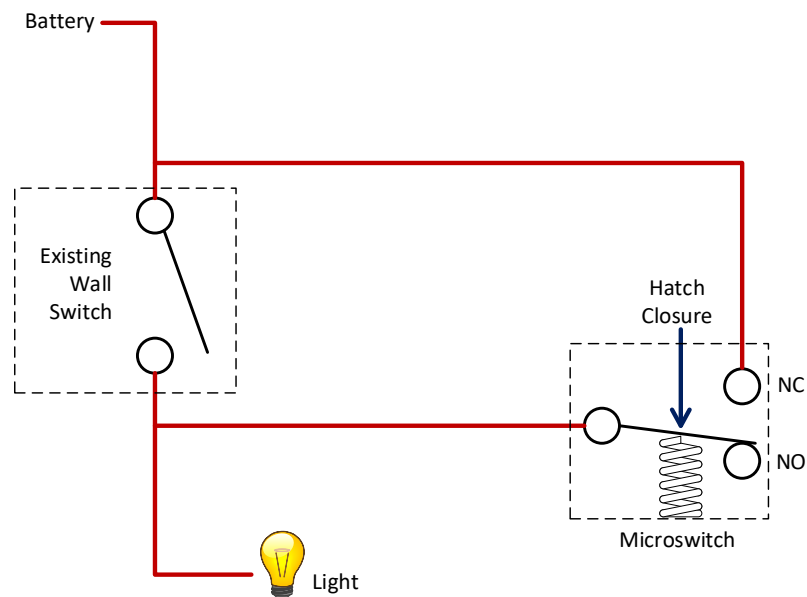 Battery
Existing
Wall
Switch
Hatch
Closure
NC
NO
Microswitch
Light